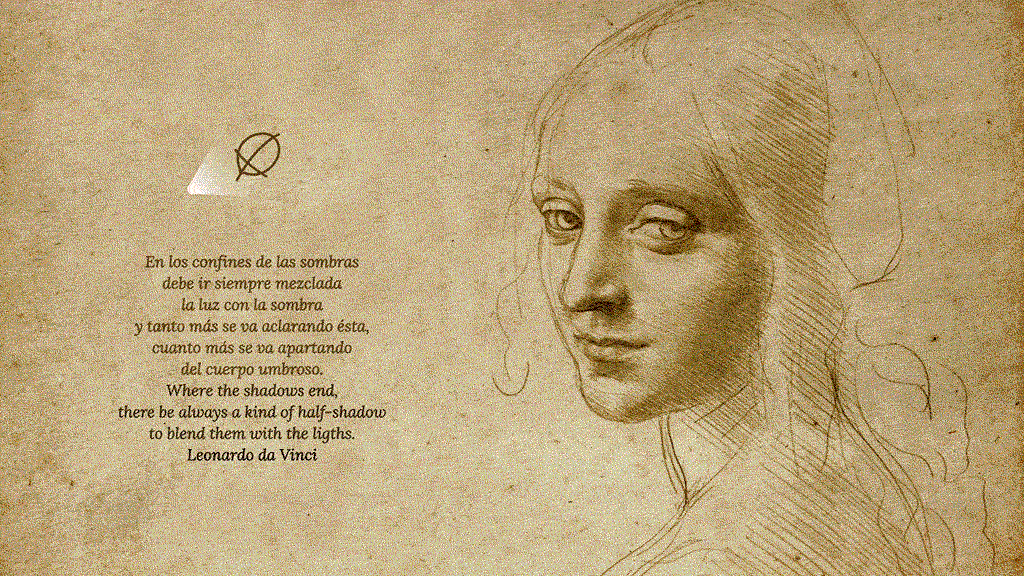 En los confines de las sombras
debe ir siempre mezclada
la luz con la sombra
y tanto más se va aclarando ésta,
cuanto más se va apartando
del cuerpo umbroso.
Where the shadows end,
there be always a kind of half-shadow
to blend them with the ligths.
Leonardo da Vinci